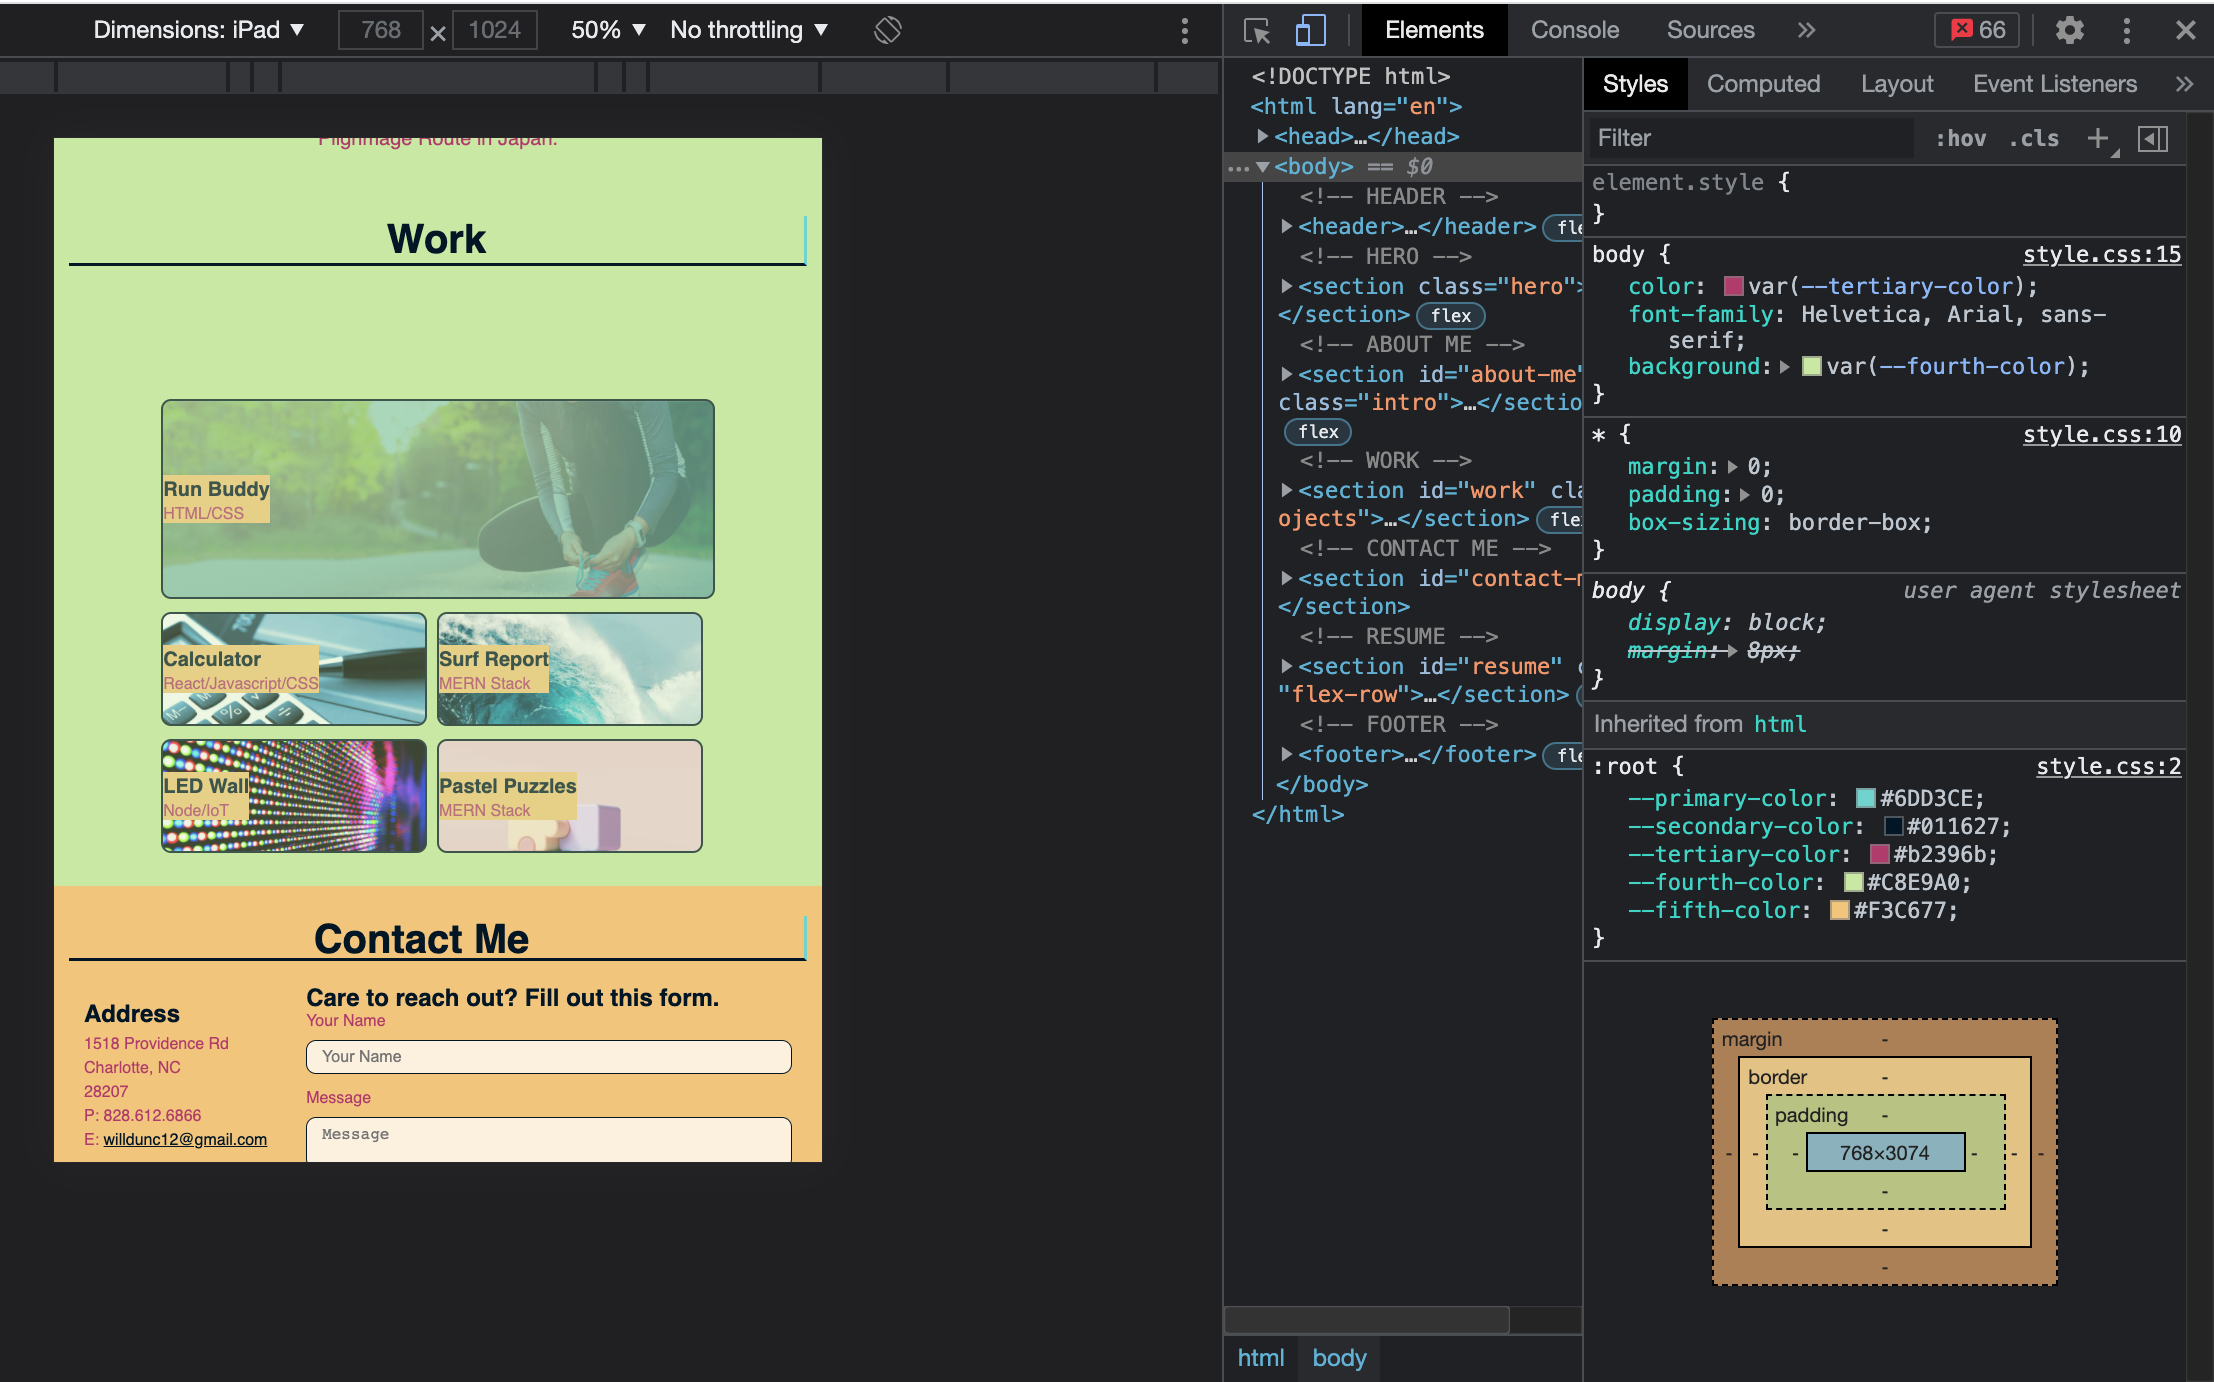 Dimensions: iPad ▼ 768 × 1024 50% ▼ No throttling ▼
Elements Console Sources » 66
Pilgrimage Route in Japan.
Work
Run Buddy
HTML/CSS
Calculator
React/Javascript/CSS
Surf Report
MERN Stack
LED Wall
Node/IoT
Pastel Puzzles
MERN Stack
Contact Me
Address
1518 Providence Rd
Charlotte, NC
28207
P: 828.612.6866
E: willdunc12@gmail.com
Care to reach out? Fill out this form.
Your Name
Your Name
Message
Message
<!DOCTYPE html>
<html lang="en">
▶<head>…</head>
…▼<body> == $0
<!-- HEADER -->
▶<header>…</header> fle
<!-- HERO -->
▶<section class="hero">
</section> flex
<!-- ABOUT ME -->
▶<section id="about-me"
class="intro">…</sectio
flex
<!-- WORK -->
▶<section id="work" cla
ojects">…</section> fle
<!-- CONTACT ME -->
▶<section id="contact-m
</section>
<!-- RESUME -->
▶<section id="resume" c
"flex-row">…</section>
<!-- FOOTER -->
▶<footer>…</footer> fle
</body>
</html>
html body
Styles Computed Layout Event Listeners »
Filter :hov .cls +
element.style {
}
body { style.css:15
color: var(--tertiary-color);
font-family: Helvetica, Arial, sans-
serif;
background:▶ var(--fourth-color);
}
* { style.css:10
margin:▶ 0;
padding:▶ 0;
box-sizing: border-box;
}
body { user agent stylesheet
display: block;
margin:▶ 8px;
}
Inherited from html
:root { style.css:2
--primary-color: #6DD3CE;
--secondary-color: #011627;
--tertiary-color: #b2396b;
--fourth-color: #C8E9A0;
--fifth-color: #F3C677;
}
margin -
border -
padding -
- - - 768×3074 - - -
-
-
-